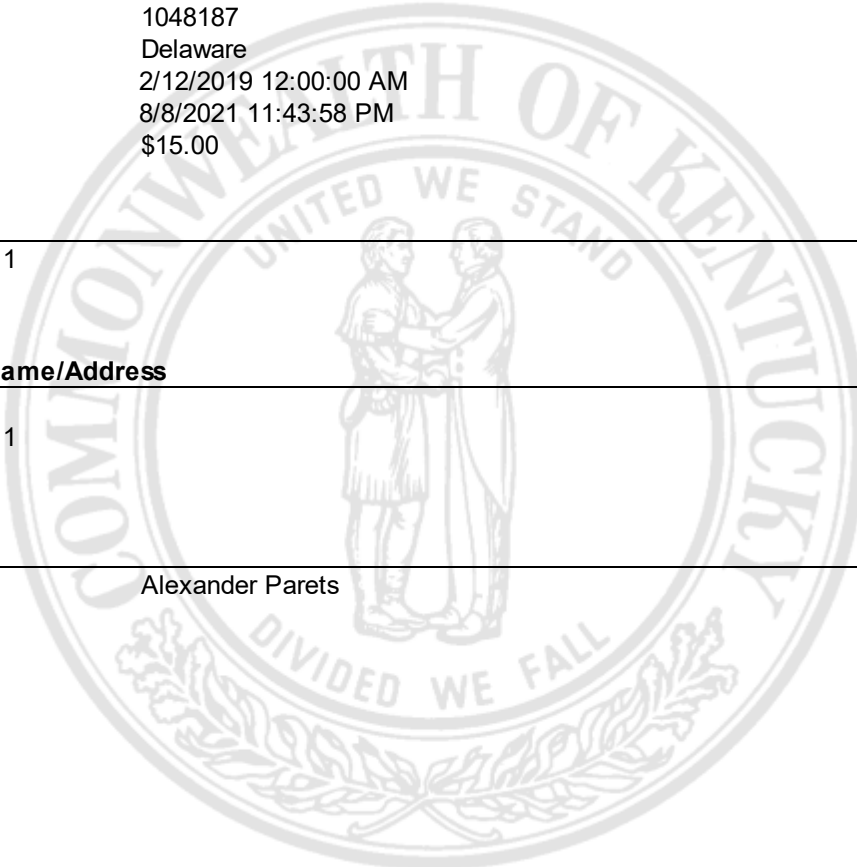 1048187
Delaware
2/12/2019 12:00:00 AM
8/8/2021 11:43:58 PM
$15.00
COMMONWEALTH OF KENTUCKY
UNITED WE STAND
1
ame/Address
1
Alexander Parets
DIVIDED WE FALL